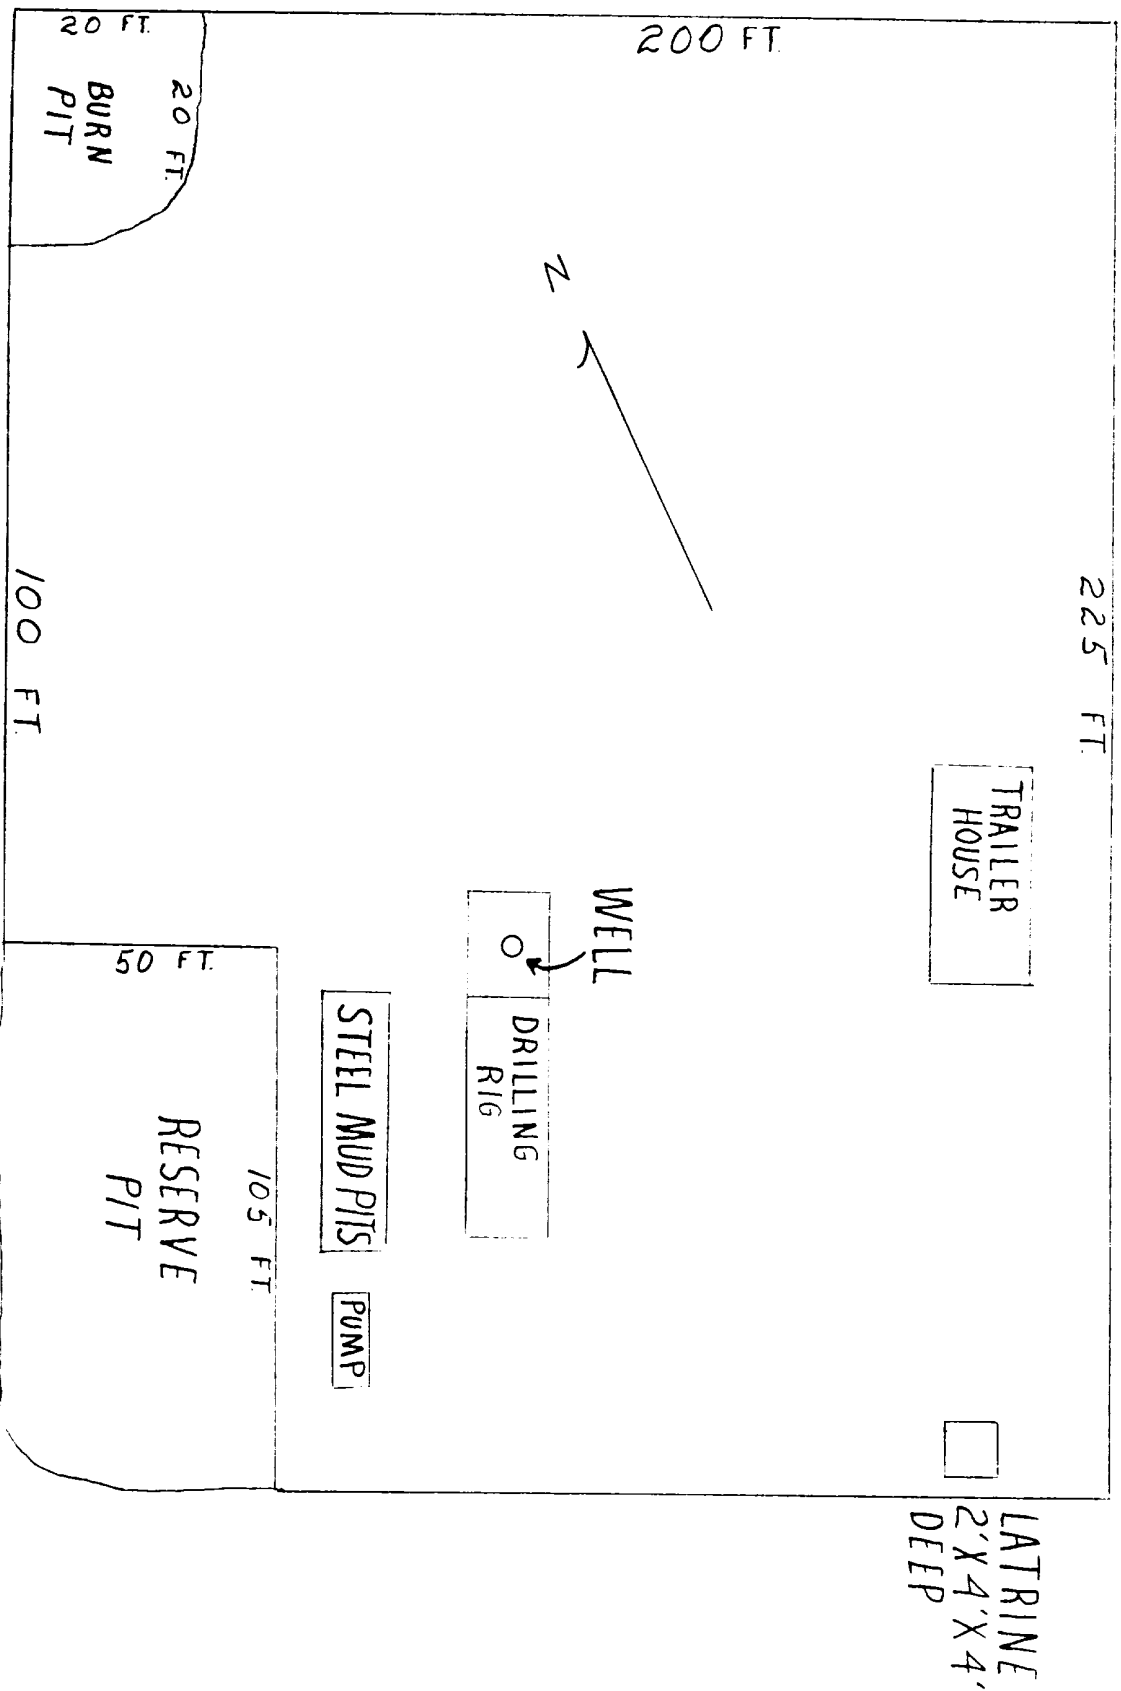 20 FT.
200 FT.
20 FT.
BURN
PIT
N
225 FT.
100 FT.
TRAILER
HOUSE
WELL
DRILLING
RIG
50 FT.
STEEL MUD PITS
PUMP
105 FT.
RESERVE
PIT
LATRINE
2'X4'X4'
DEEP